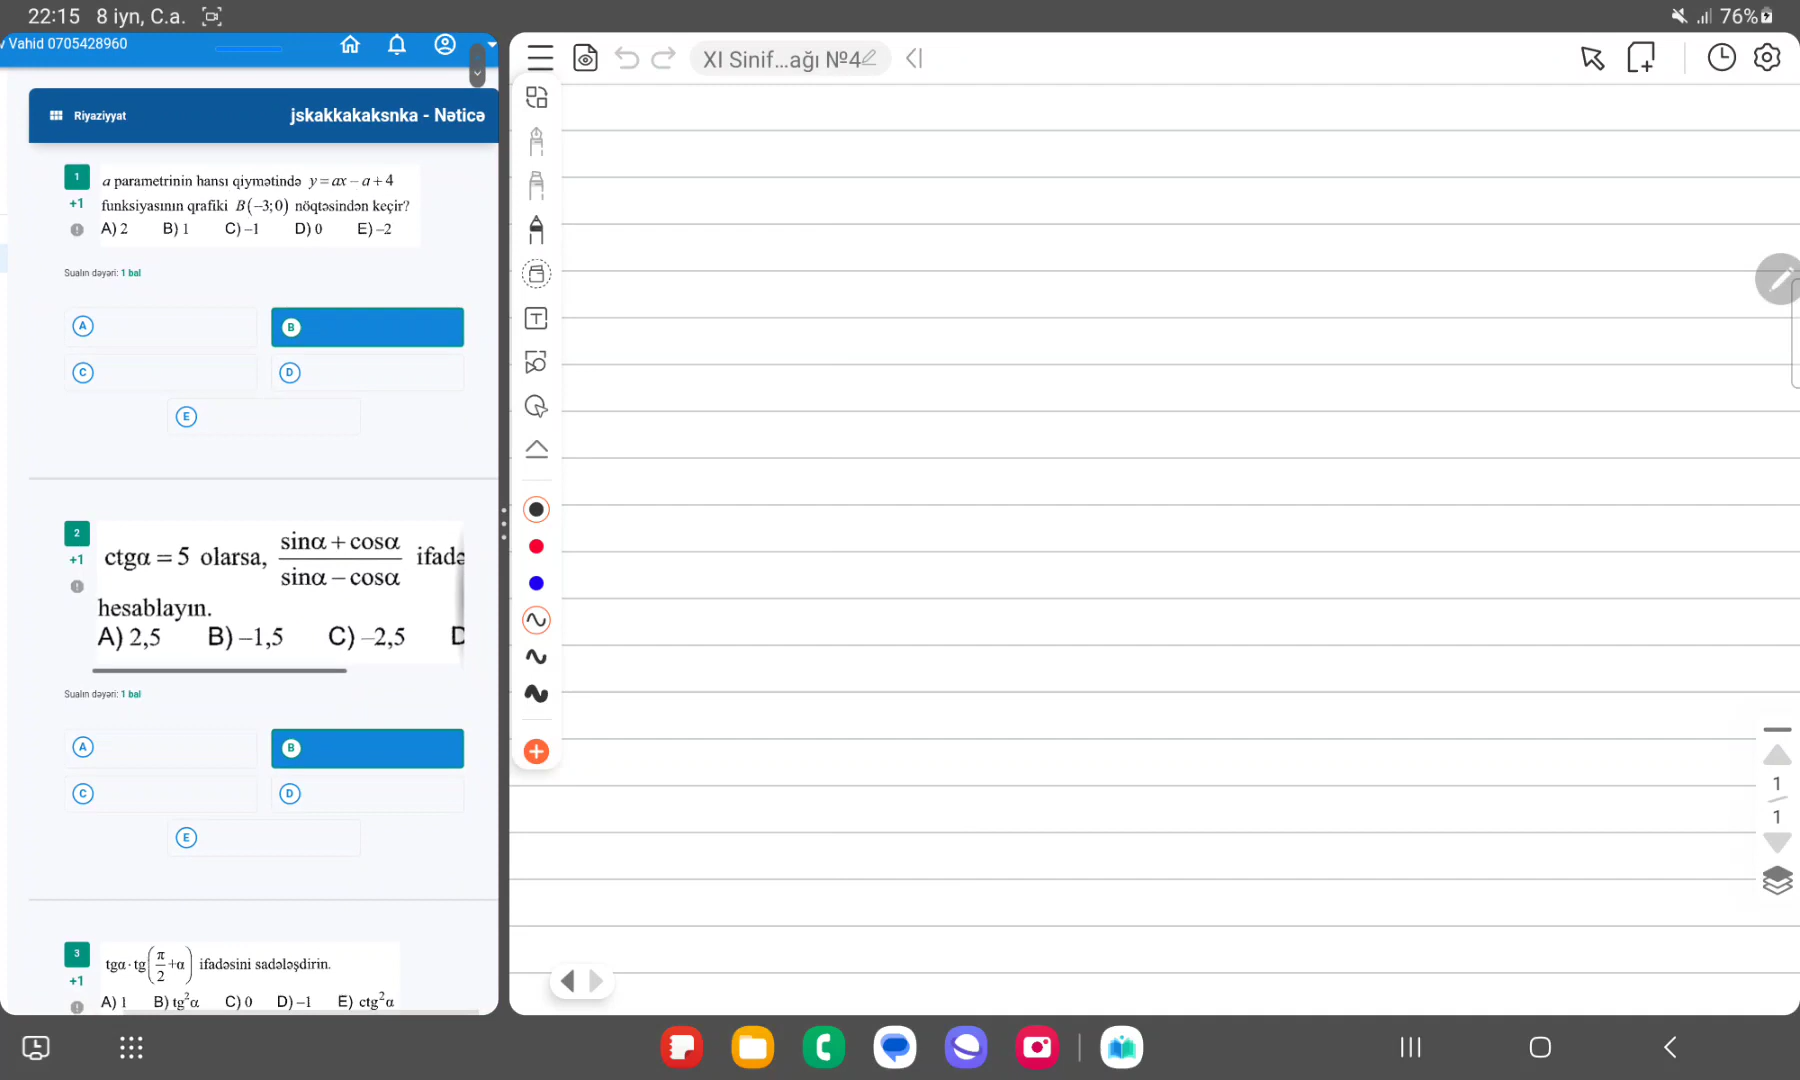 22:15 8 iyn, C.a.
76%
v Vahid 0705428960
Riyaziyyat
jskakkakaksnka - Nəticə
1
+1
a parametrinin hansı qiymətində y = ax – a + 4
funksiyasının qrafiki B(–3;0) nöqtəsindən keçir?
A) 2 B) 1 C) –1 D) 0 E) –2
Sualın dəyəri: 1 bal
A
B
C
D
E
2
+1
ctgα = 5 olarsa, (sinα + cosα)/(sinα – cosα) ifadə
hesablayın.
A) 2,5 B) –1,5 C) –2,5 D
Sualın dəyəri: 1 bal
A
B
C
D
E
3
+1
tgα · tg(π/2 + α) ifadəsini sadələşdirin.
A) 1 B) tg²α C) 0 D) –1 E) ctg²α
XI Sinif...ağı №4
T
1
1